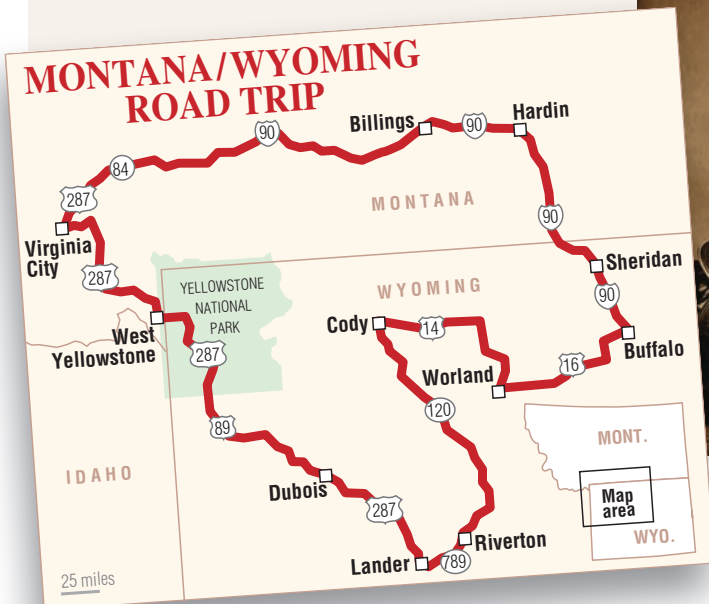 MONTANA/WYOMING
ROAD TRIP
Billings
90
Hardin
90
84
287
MONTANA
90
Virginia
City
287
Sheridan
YELLOWSTONE
NATIONAL
PARK
WYOMING
90
West
Yellowstone
287
Cody
14
Buffalo
Worland
16
120
89
IDAHO
MONT.
Dubois
287
Map
area
WYO.
Riverton
Lander
789
25 miles